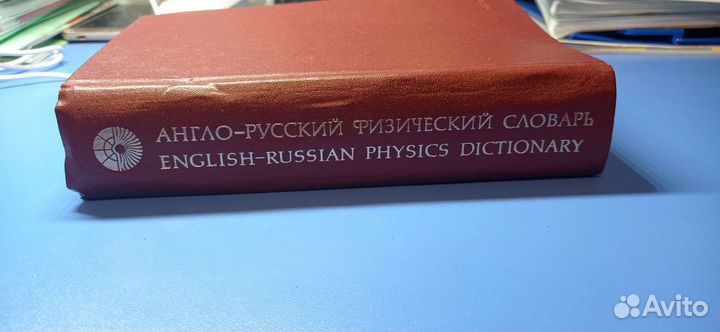 АНГЛО-РУССКИЙ ФИЗИЧЕСКИЙ СЛОВАРЬ
ENGLISH-RUSSIAN PHYSICS DICTIONARY
Avito